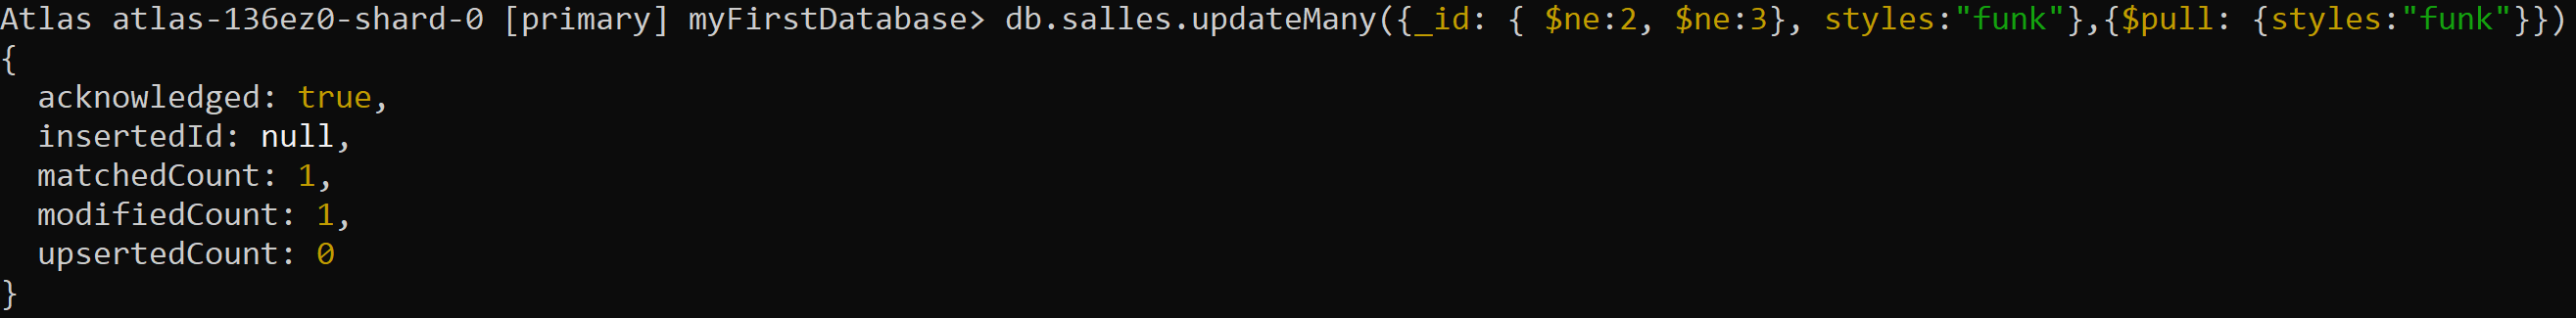 Atlas atlas-136ez0-shard-0 [primary] myFirstDatabase> db.salles.updateMany({_id: { $ne:2, $ne:3}, styles:"funk"},{$pull: {styles:"funk"}})
{
  acknowledged: true,
  insertedId: null,
  matchedCount: 1,
  modifiedCount: 1,
  upsertedCount: 0
}